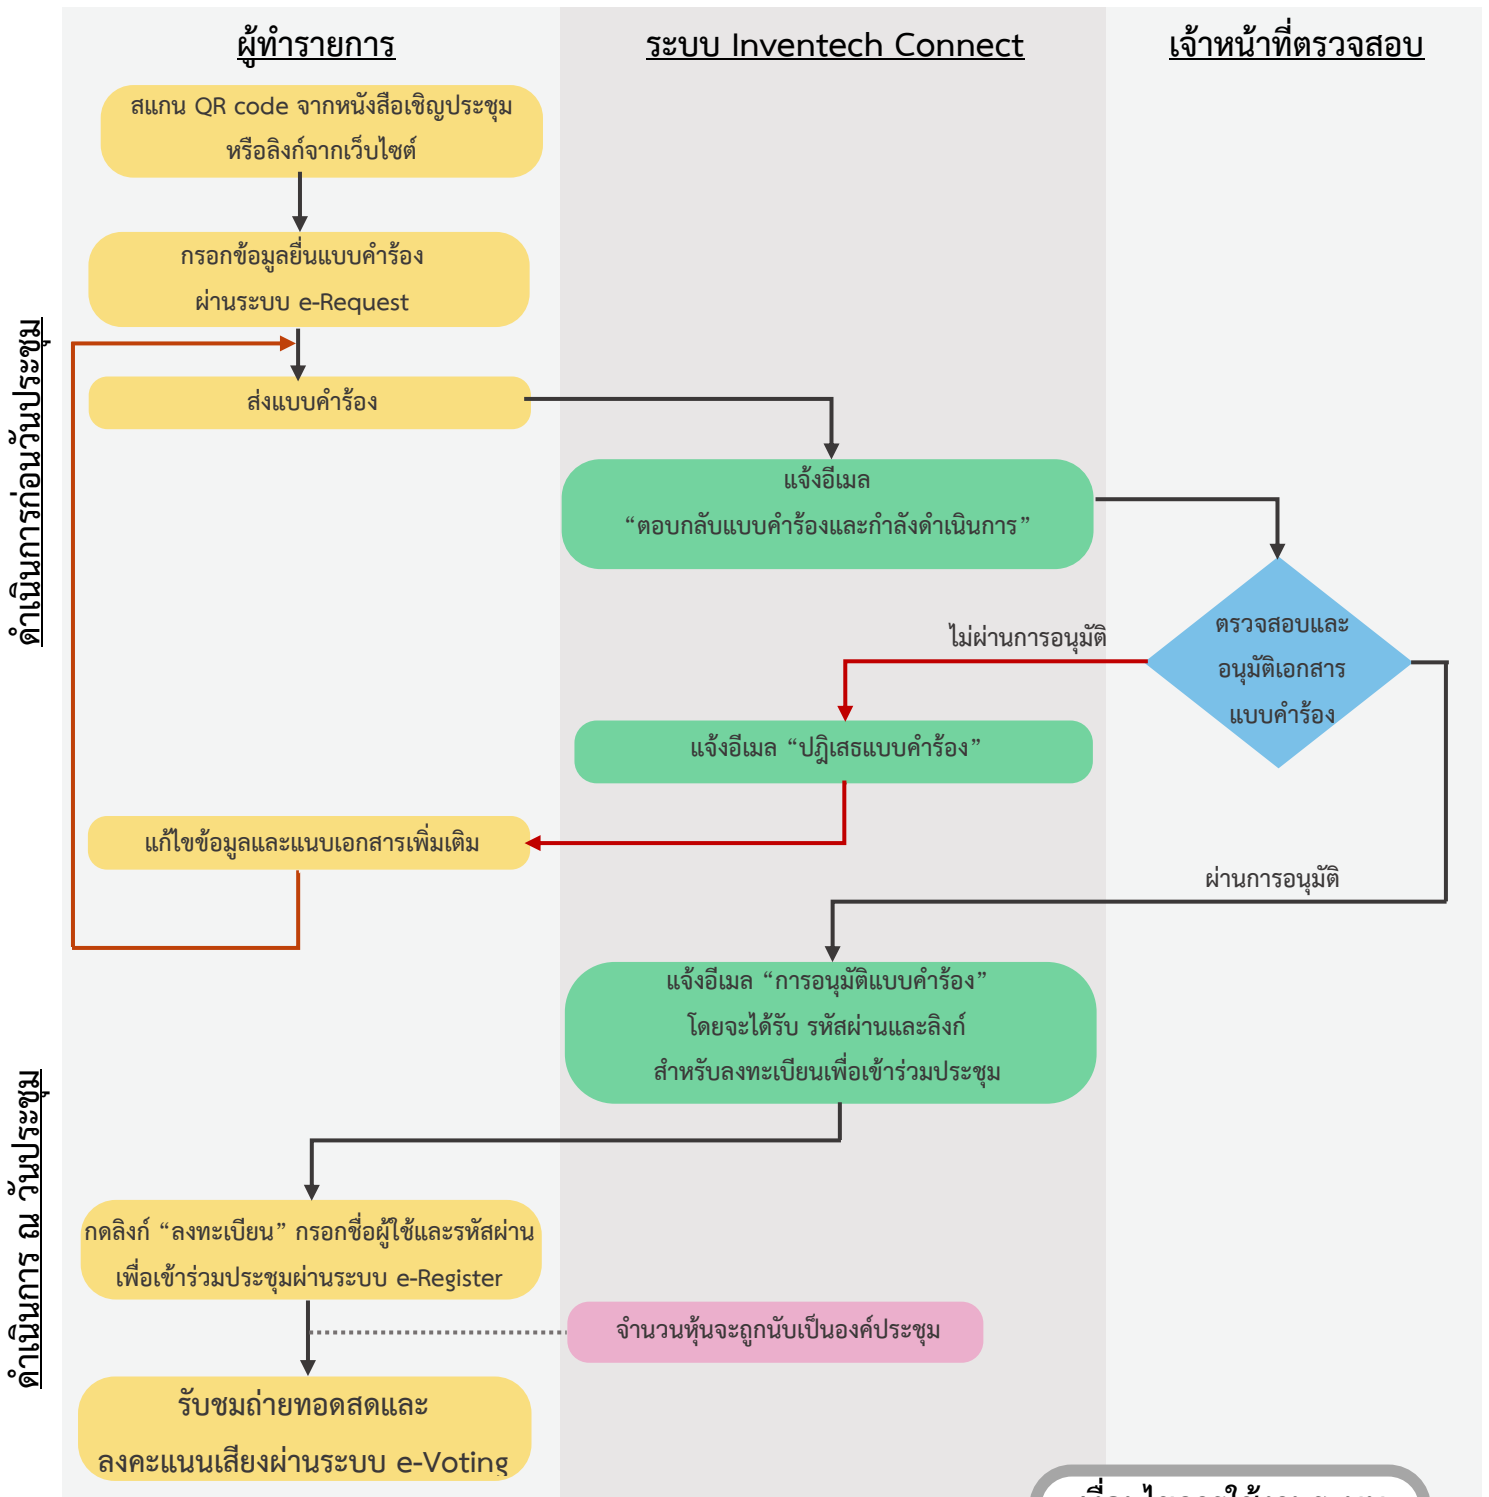 ผู้ทำรายการ
ระบบ Inventech Connect
เจ้าหน้าที่ตรวจสอบ
ดำเนินการก่อนวันประชุม
สแกน QR code จากหนังสือเชิญประชุม
หรือลิงก์จากเว็บไซต์
กรอกข้อมูลยื่นแบบคำร้อง
ผ่านระบบ e-Request
ส่งแบบคำร้อง
แจ้งอีเมล
“ตอบกลับแบบคำร้องและกำลังดำเนินการ”
ตรวจสอบและ
อนุมัติเอกสาร
แบบคำร้อง
ไม่ผ่านการอนุมัติ
แจ้งอีเมล “ปฎิเสธแบบคำร้อง”
แก้ไขข้อมูลและแนบเอกสารเพิ่มเติม
ผ่านการอนุมัติ
แจ้งอีเมล “การอนุมัติแบบคำร้อง”
โดยจะได้รับ รหัสผ่านและลิงก์
สำหรับลงทะเบียนเพื่อเข้าร่วมประชุม
ดำเนินการ ณ วันประชุม
กดลิงก์ “ลงทะเบียน” กรอกชื่อผู้ใช้และรหัสผ่าน
เพื่อเข้าร่วมประชุมผ่านระบบ e-Register
จำนวนหุ้นจะถูกนับเป็นองค์ประชุม
รับชมถ่ายทอดสดและ
ลงคะแนนเสียงผ่านระบบ e-Voting